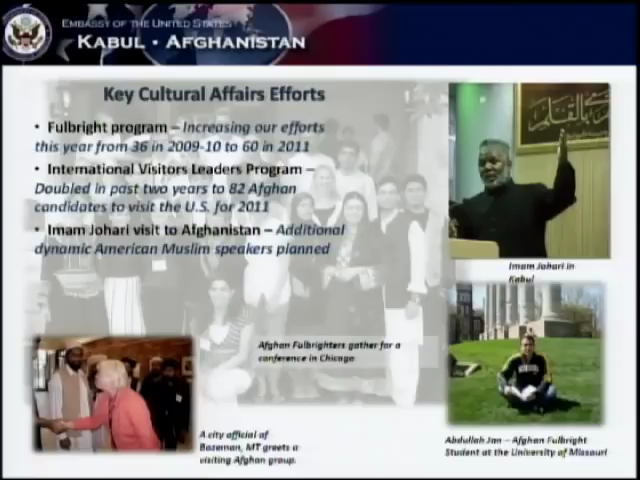 EMBASSY OF THE UNITED STATES
KABUL • AFGHANISTAN
Key Cultural Affairs Efforts
• Fulbright program – Increasing our efforts
this year from 36 in 2009-10 to 60 in 2011
• International Visitors Leaders Program –
Doubled in past two years to 82 Afghan
candidates to visit the U.S. for 2011
• Imam Johari visit to Afghanistan – Additional
dynamic American Muslim speakers planned
Imam Johari in
Kabul
Afghan Fulbrighters gather for a
conference in Chicago
A city official of
Bozeman, MT greets a
visiting Afghan group.
Abdullah Jan – Afghan Fulbright
Student at the University of Missouri